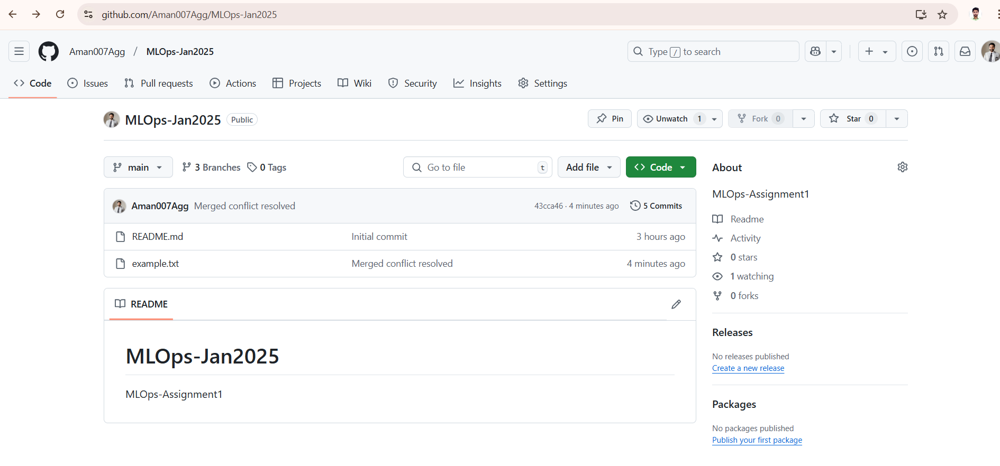 github.com/Aman007Agg/MLOps-Jan2025
Aman007Agg / MLOps-Jan2025
Type / to search
Code Issues Pull requests Actions Projects Wiki Security Insights Settings
MLOps-Jan2025 Public
Pin Unwatch 1 Fork 0 Star 0
main 3 Branches 0 Tags Go to file t Add file Code
Aman007Agg Merged conflict resolved 43cca46 · 4 minutes ago 5 Commits
README.md Initial commit 3 hours ago
example.txt Merged conflict resolved 4 minutes ago
README
MLOps-Jan2025
MLOps-Assignment1
About
MLOps-Assignment1
Readme
Activity
0 stars
1 watching
0 forks
Releases
No releases published
Create a new release
Packages
No packages published
Publish your first package